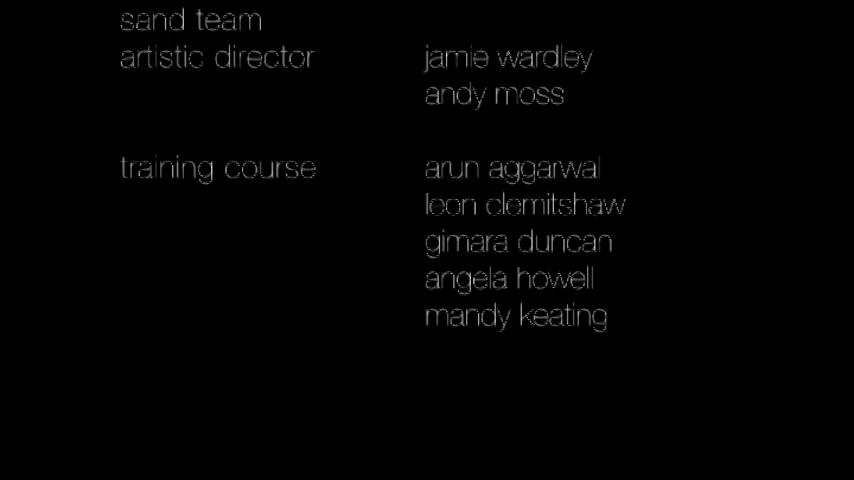 sand team
artistic director jamie wardley
andy moss
training course arun aggarwal
leon clemitshaw
gimara duncan
angela howell
mandy keating